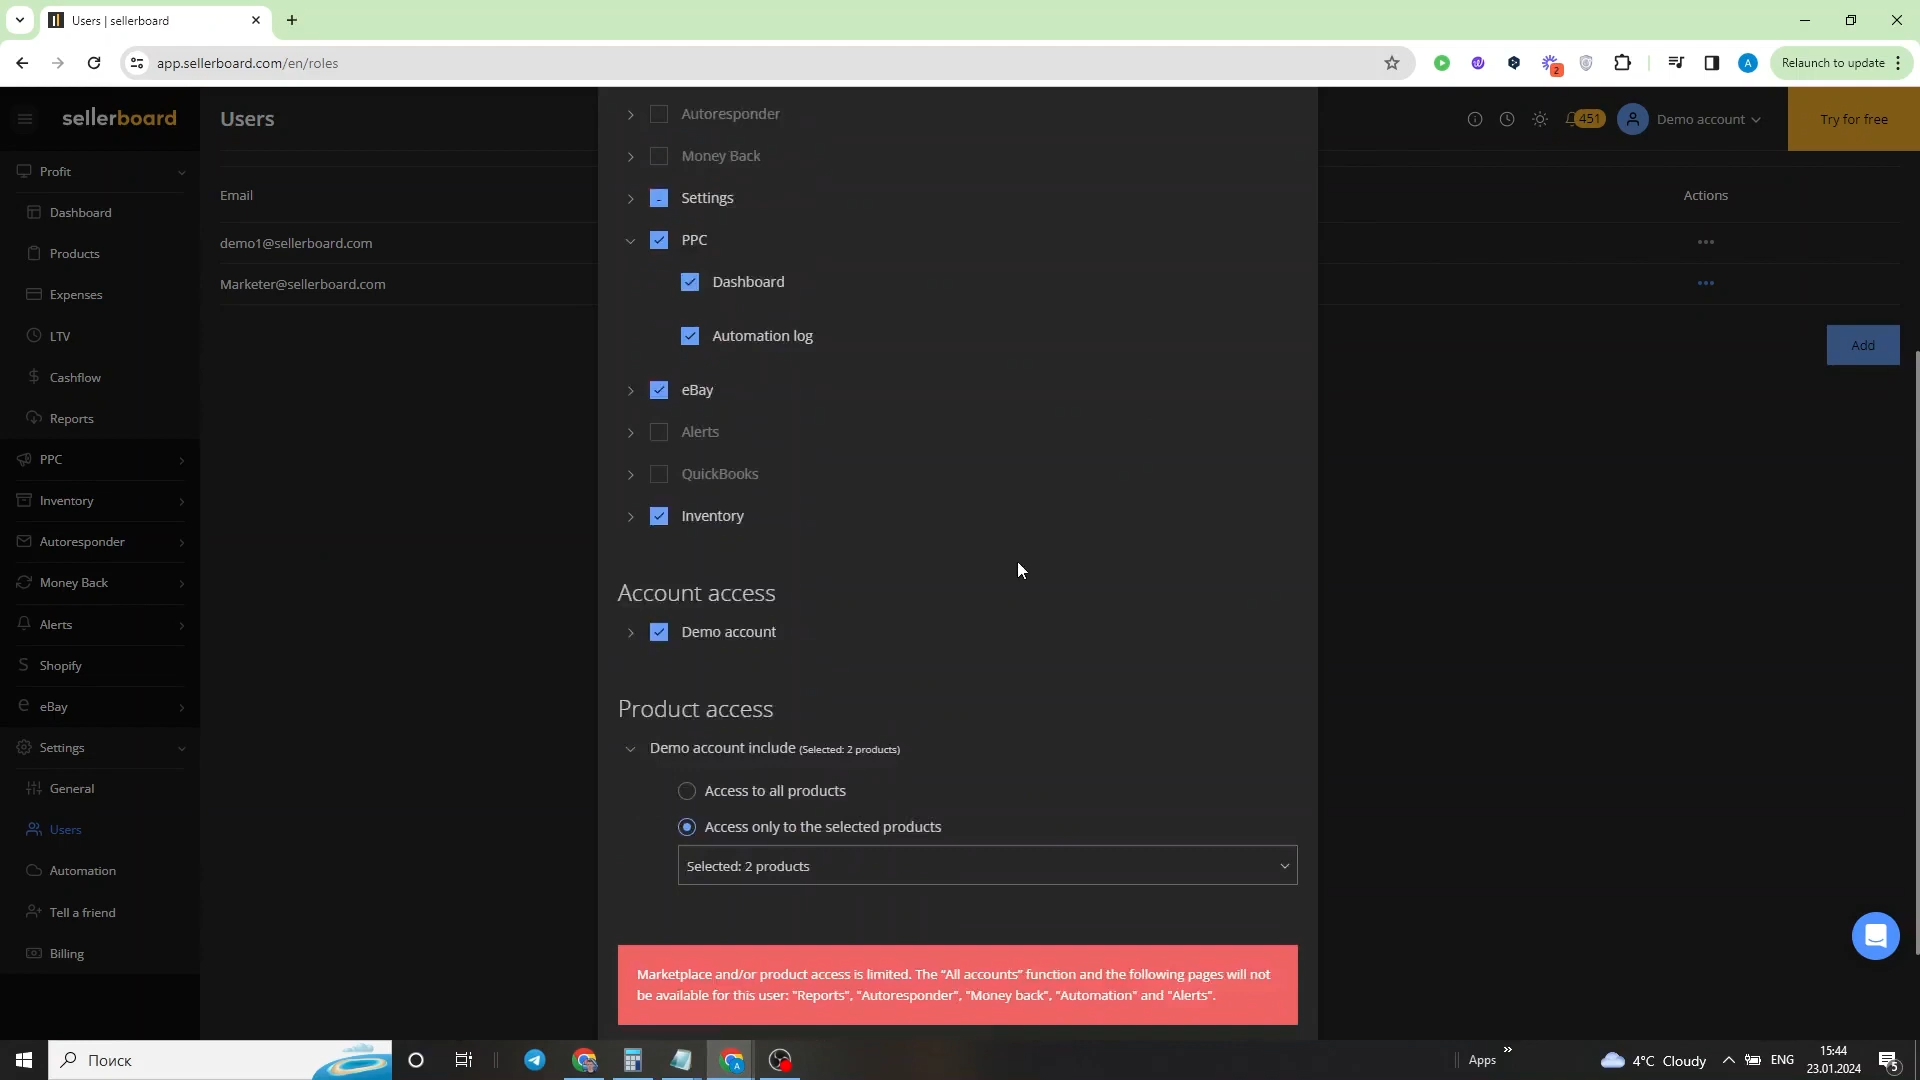 Users | sellerboard
app.sellerboard.com/en/roles
2
A
Relaunch to update
sellerboard
Users
451
Demo account
Try for free
Profit
Dashboard
Products
Expenses
LTV
Cashflow
Reports
PPC
Inventory
Autoresponder
Money Back
Alerts
Shopify
eBay
Settings
General
Users
Automation
Tell a friend
Billing
Email
Actions
demo1@sellerboard.com
Marketer@sellerboard.com
Add
Autoresponder
Money Back
Settings
PPC
Dashboard
Automation log
eBay
Alerts
QuickBooks
Inventory
Account access
Demo account
Product access
Demo account include (Selected: 2 products)
Access to all products
Access only to the selected products
Selected: 2 products
Marketplace and/or product access is limited. The “All accounts” function and the following pages will not
be available for this user: "Reports", "Autoresponder", "Money back", "Automation" and "Alerts".
Поиск
A
Apps
4°C Cloudy
ENG
15:44
23.01.2024
5